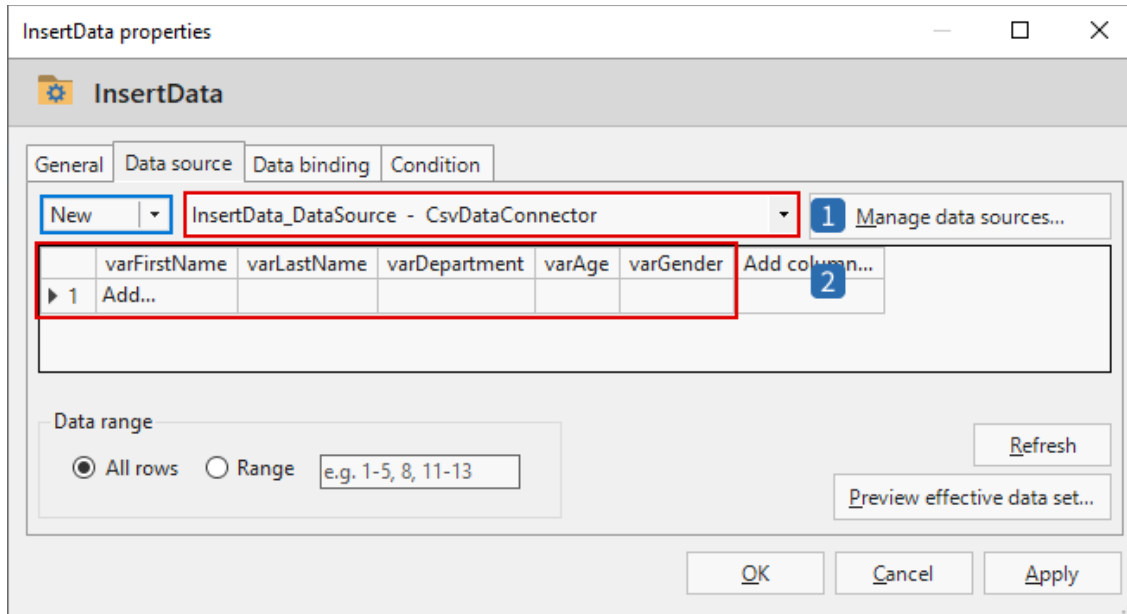 InsertData properties
InsertData
General Data source Data binding Condition
New InsertData_DataSource - CsvDataConnector 1 Manage data sources...
varFirstName varLastName varDepartment varAge varGender Add column...
1 Add... 2
Data range
All rows Range e.g. 1-5, 8, 11-13
Refresh
Preview effective data set...
OK Cancel Apply